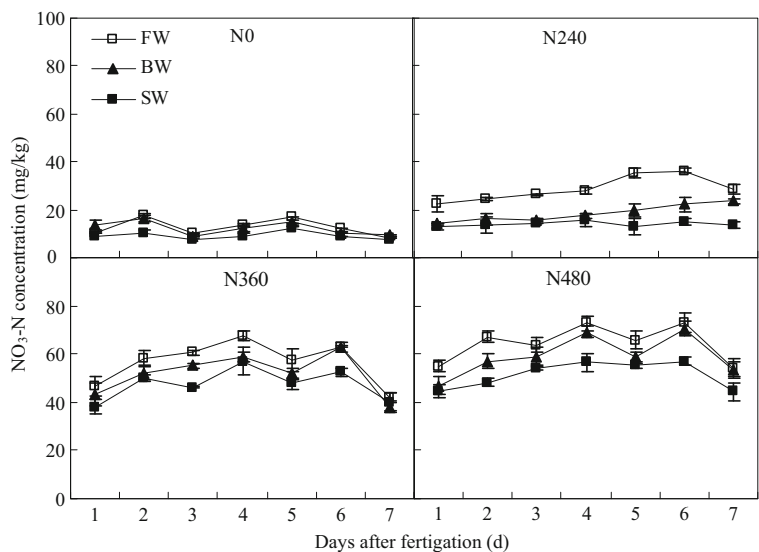 100
80
60
40
20
0
N0
FW
BW
SW
N240
80
60
40
20
0
N360
N480
NO3-N concentration (mg/kg)
1 2 3 4 5 6 7
1 2 3 4 5 6 7
Days after fertigation (d)